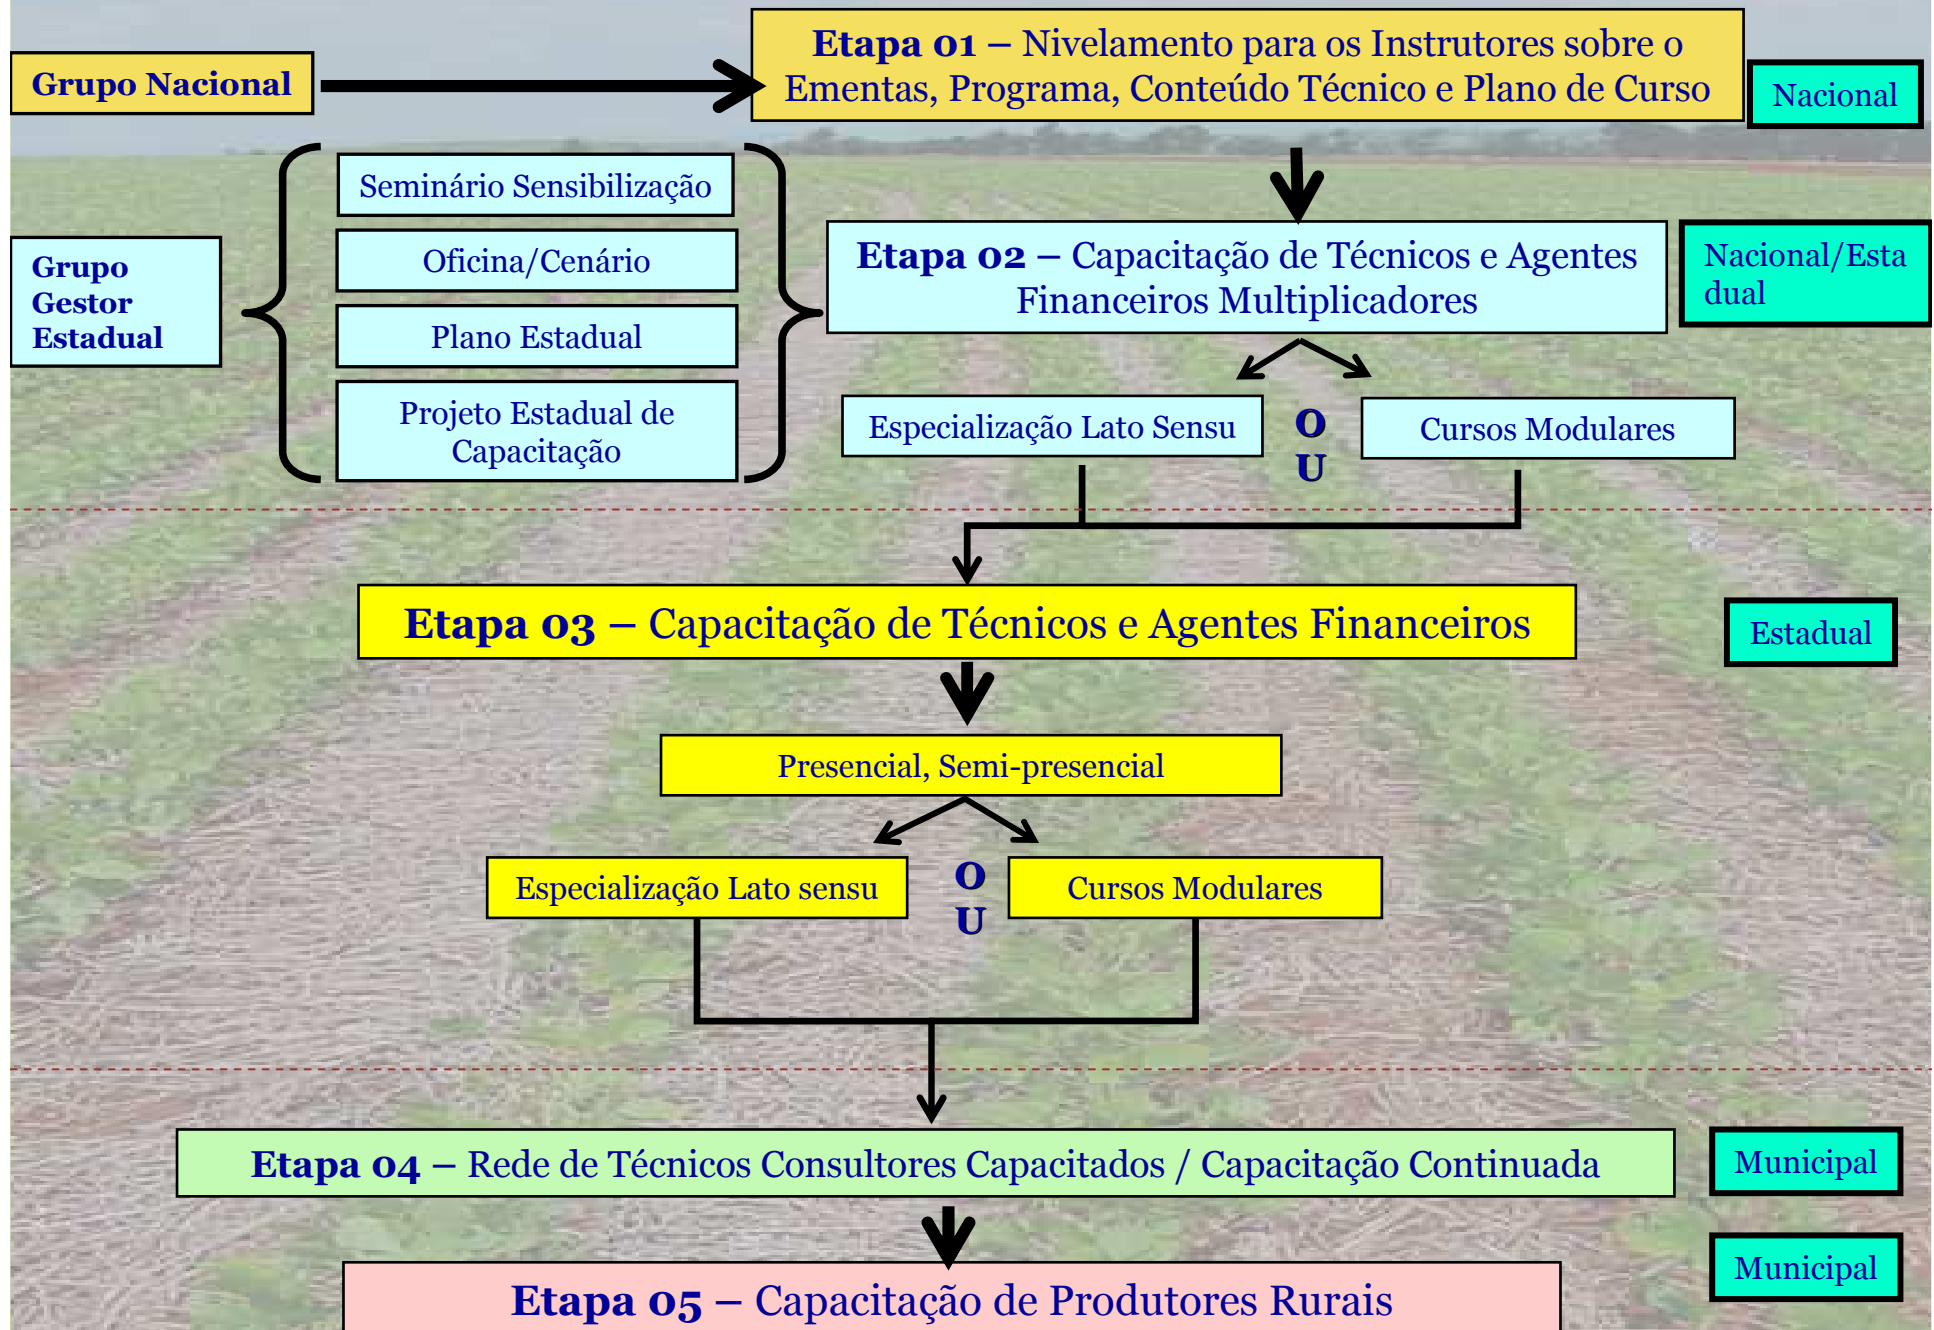 Etapa 01 – Nivelamento para os Instrutores sobre o
Ementas, Programa, Conteúdo Técnico e Plano de Curso
Grupo Nacional
Nacional
Seminário Sensibilização
Oficina/Cenário
Plano Estadual
Projeto Estadual de
Capacitação
Grupo
Gestor
Estadual
Etapa 02 – Capacitação de Técnicos e Agentes
Financeiros Multiplicadores
Nacional/Esta
dual
Especialização Lato Sensu
O
U
Cursos Modulares
Etapa 03 – Capacitação de Técnicos e Agentes Financeiros
Estadual
Presencial, Semi-presencial
Especialização Lato sensu
O
U
Cursos Modulares
Etapa 04 – Rede de Técnicos Consultores Capacitados / Capacitação Continuada
Municipal
Etapa 05 – Capacitação de Produtores Rurais
Municipal